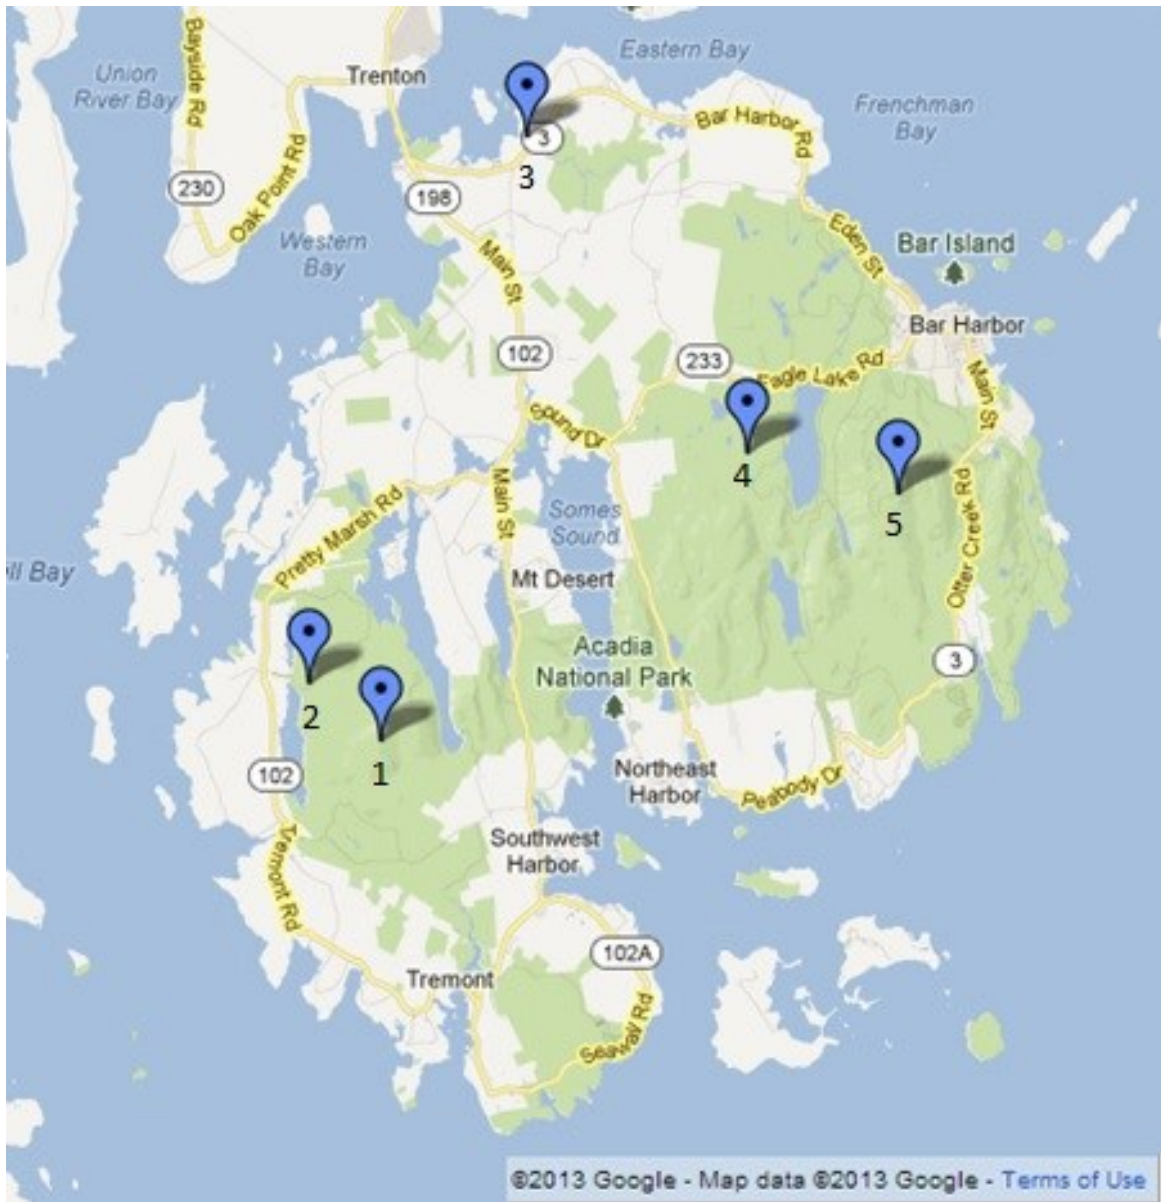 Eastern Bay
Union
River Bay
Bayside Rd
Trenton
Frenchman
Bay
Bar Harbor Rd
3
3
230
Oak Point Rd
198
Western
Bay
Main St
Eden St
Bar Island
Bar Harbor
102
233
Eagle Lake Rd
Main St
Sound Dr
4
5
Pretty Marsh Rd
Main St
Somes
Sound
Otter Creek Rd
ill Bay
Mt Desert
Acadia
National Park
3
2
1
102
Northeast
Harbor
Peabody Dr
Tremont Rd
Southwest
Harbor
102A
Tremont
Seawall Rd
©2013 Google - Map data ©2013 Google - Terms of Use